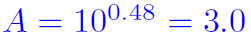 A = 10^{0.48} = 3.0